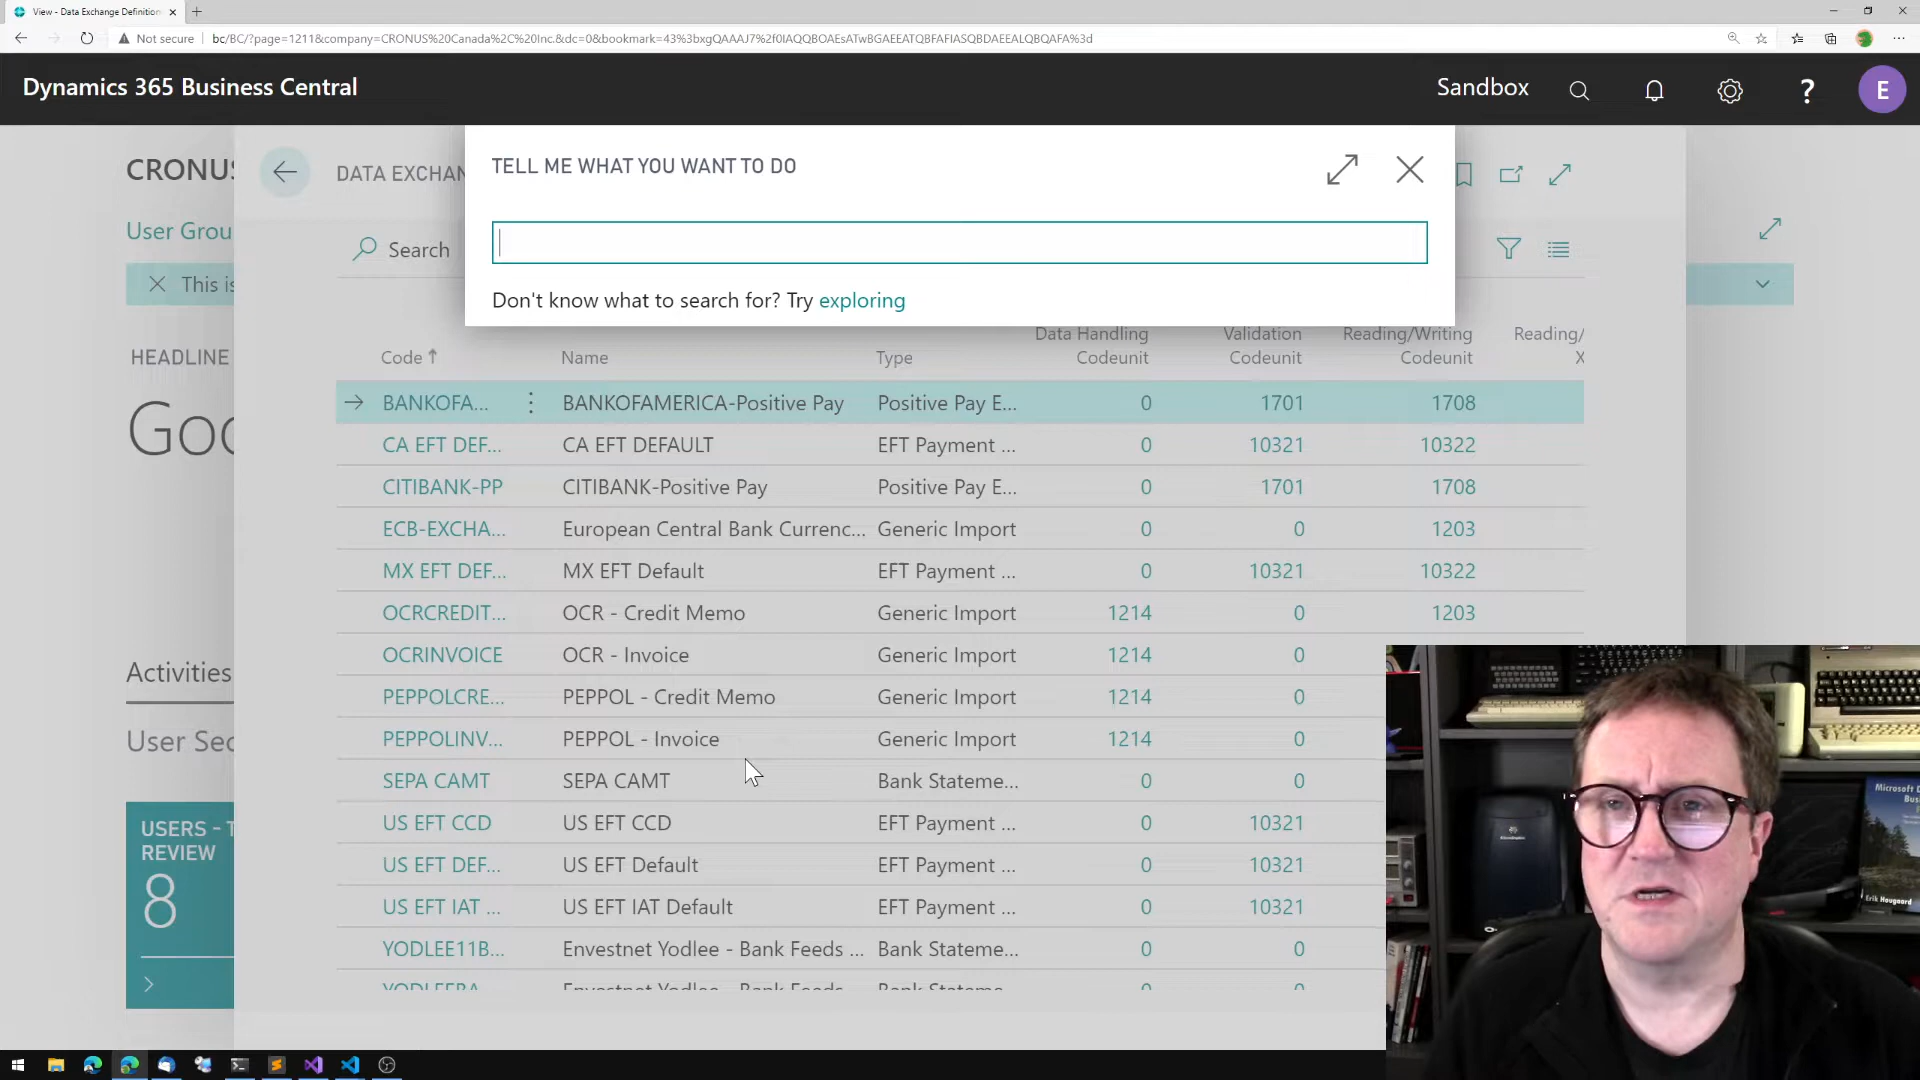 View - Data Exchange Definition
Not secure
bc/BC/?page=1211&company=CRONUS%20Canada%2C%20Inc.&dc=0&bookmark=43%3bxgQAAAJ7%2f0IAQQBOAEsATwBGAEEATQBFAFIASQBDAEEALQBQAFA%3d
Dynamics 365 Business Central
Sandbox
?
E
CRONUS
DATA EXCHAN
TELL ME WHAT YOU WANT TO DO
User Grou
Search
This is
Don't know what to search for? Try exploring
HEADLINE
Code ↑
Name
Type
Data Handling Codeunit
Validation Codeunit
Reading/Writing Codeunit
Reading/ X
BANKOFA... BANKOFAMERICA-Positive Pay Positive Pay E... 0 1701 1708
CA EFT DEF... CA EFT DEFAULT EFT Payment ... 0 10321 10322
CITIBANK-PP CITIBANK-Positive Pay Positive Pay E... 0 1701 1708
ECB-EXCHA... European Central Bank Currenc... Generic Import 0 0 1203
MX EFT DEF... MX EFT Default EFT Payment ... 0 10321 10322
OCRCREDIT... OCR - Credit Memo Generic Import 1214 0 1203
OCRINVOICE OCR - Invoice Generic Import 1214 0
PEPPOLCRE... PEPPOL - Credit Memo Generic Import 1214 0
PEPPOLINV... PEPPOL - Invoice Generic Import 1214 0
SEPA CAMT SEPA CAMT Bank Stateme... 0 0
US EFT CCD US EFT CCD EFT Payment ... 0 10321
US EFT DEF... US EFT Default EFT Payment ... 0 10321
US EFT IAT ... US EFT IAT Default EFT Payment ... 0 10321
YODLEE11B... Envestnet Yodlee - Bank Feeds ... Bank Stateme... 0 0
Goo
Activities
User Sec
USERS - T
REVIEW
8
Microsoft D
Bus
Erik Hougaard